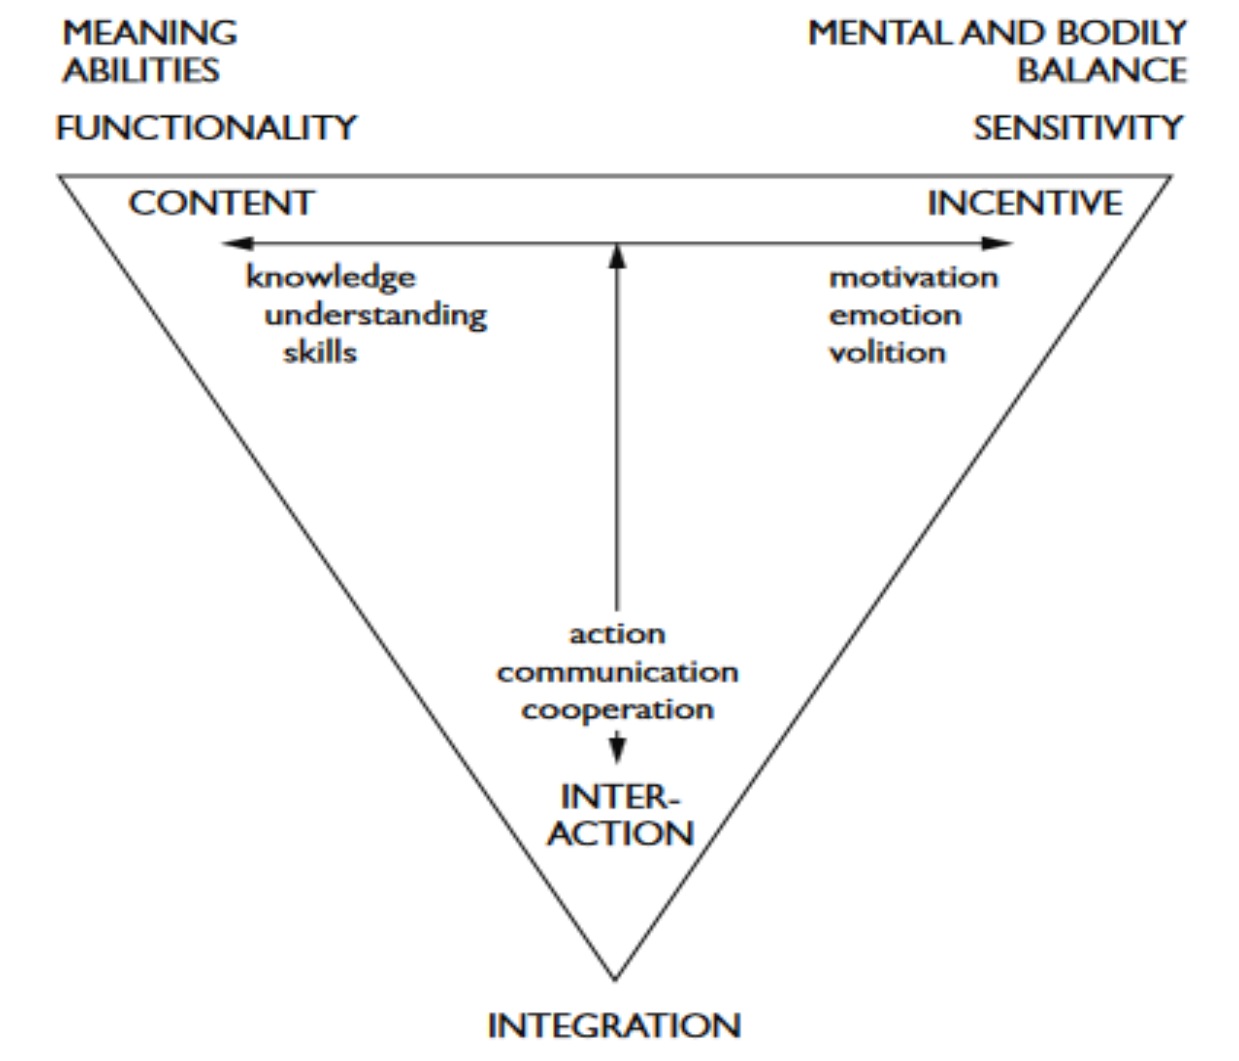 MEANING
ABILITIES
MENTAL AND BODILY
BALANCE
FUNCTIONALITY
SENSITIVITY
CONTENT
INCENTIVE
knowledge
understanding
skills
motivation
emotion
volition
action
communication
cooperation
INTER-
ACTION
INTEGRATION